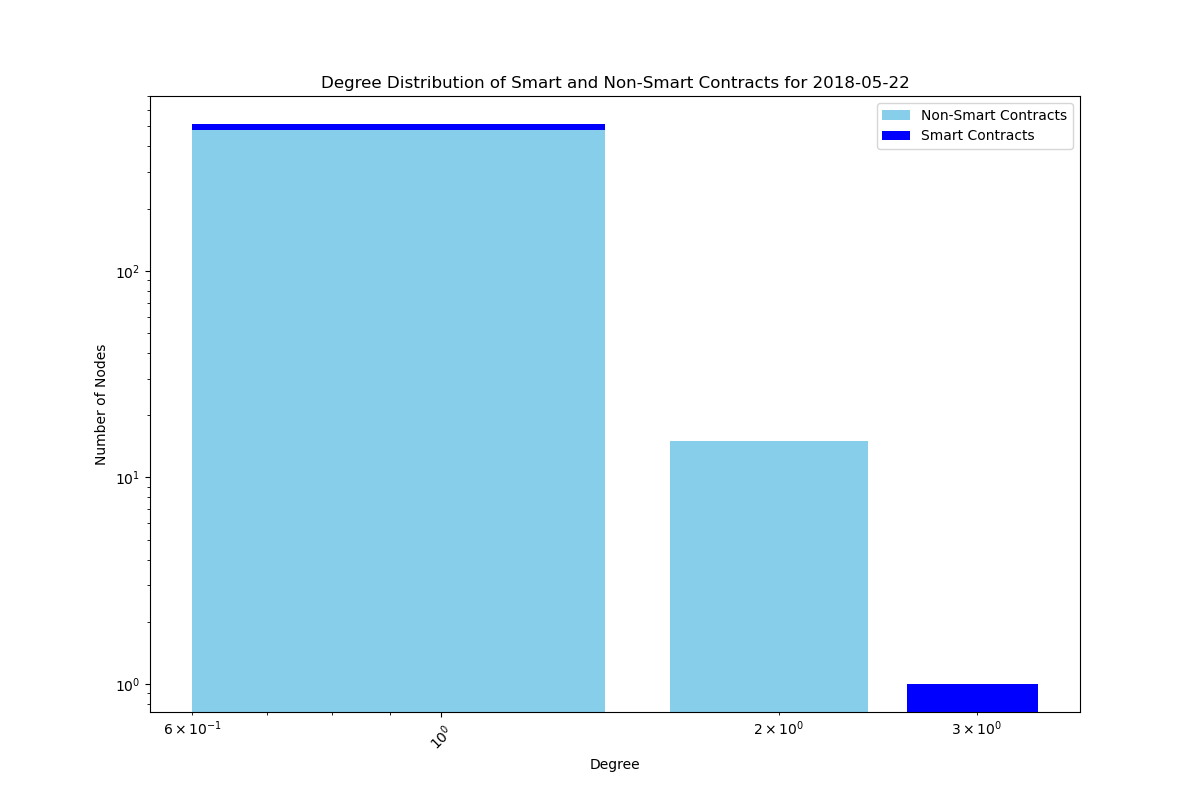 Degree Distribution of Smart and Non-Smart Contracts for 2018-05-22
Non-Smart Contracts
Smart Contracts
Number of Nodes
10²
10¹
10⁰
6 × 10⁻¹
10⁰
2 × 10⁰
3 × 10⁰
Degree